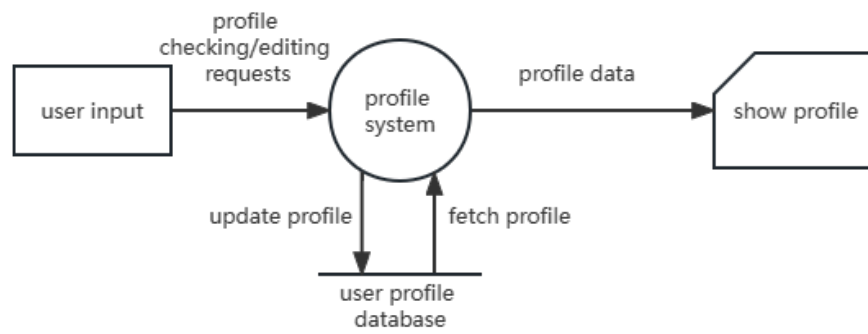 profile
checking/editing
requests
user input
profile
system
profile data
show profile
update profile
fetch profile
user profile
database